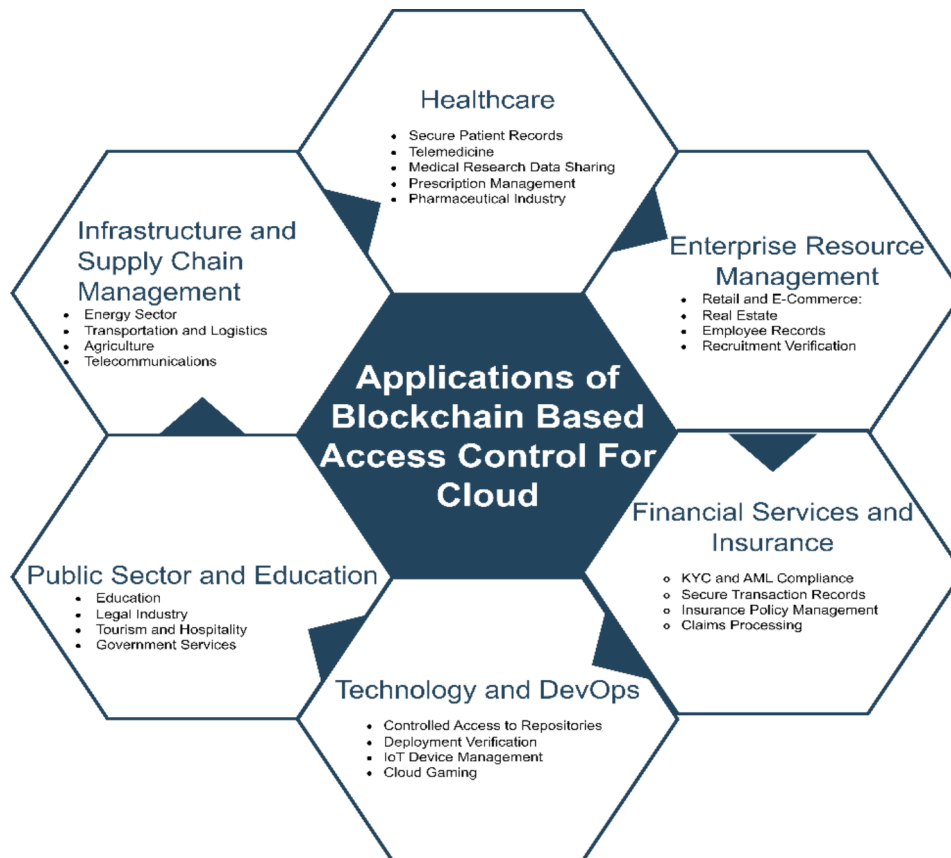 Healthcare
• Secure Patient Records
• Telemedicine
• Medical Research Data Sharing
• Prescription Management
• Pharmaceutical Industry
Infrastructure and
Supply Chain
Management
• Energy Sector
• Transportation and Logistics
• Agriculture
• Telecommunications
Enterprise Resource
Management
• Retail and E-Commerce:
• Real Estate
• Employee Records
• Recruitment Verification
Applications of
Blockchain Based
Access Control For
Cloud
Financial Services and
Insurance
o KYC and AML Compliance
o Secure Transaction Records
o Insurance Policy Management
o Claims Processing
Public Sector and Education
• Education
• Legal Industry
• Tourism and Hospitality
• Government Services
Technology and DevOps
• Controlled Access to Repositories
• Deployment Verification
• IoT Device Management
• Cloud Gaming